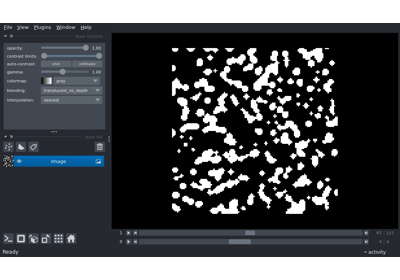 File View Plugins Window Help
opacity: 1.00
contrast limits:
auto-contrast: once continuous
gamma: 1.00
colormap: gray
blending: translucent_no_depth
interpolation: nearest
Image
1
0
Ready
activity